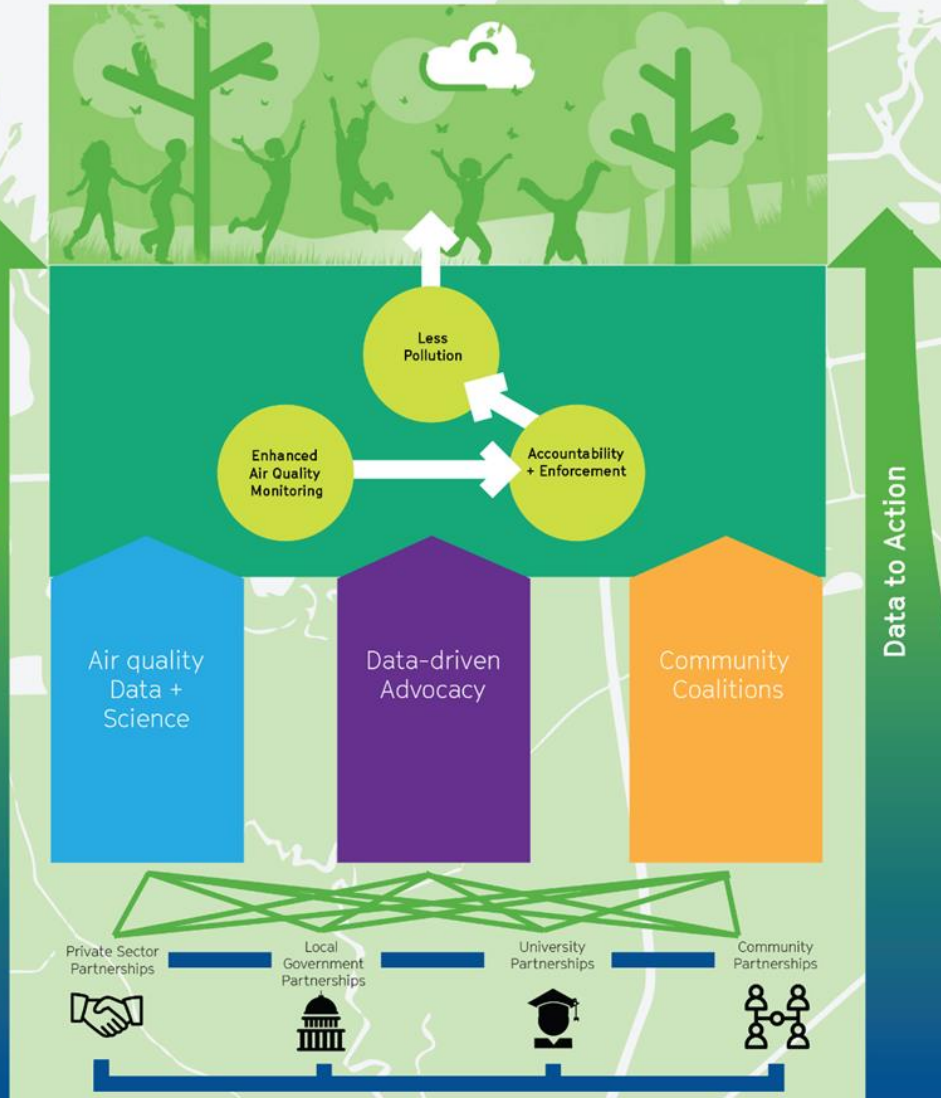 Less
Pollution
Enhanced
Air Quality
Monitoring
Accountability
+ Enforcement
Data to Action
Air quality
Data +
Science
Data-driven
Advocacy
Community
Coalitions
Private Sector
Partnerships
Local
Government
Partnerships
University
Partnerships
Community
Partnerships